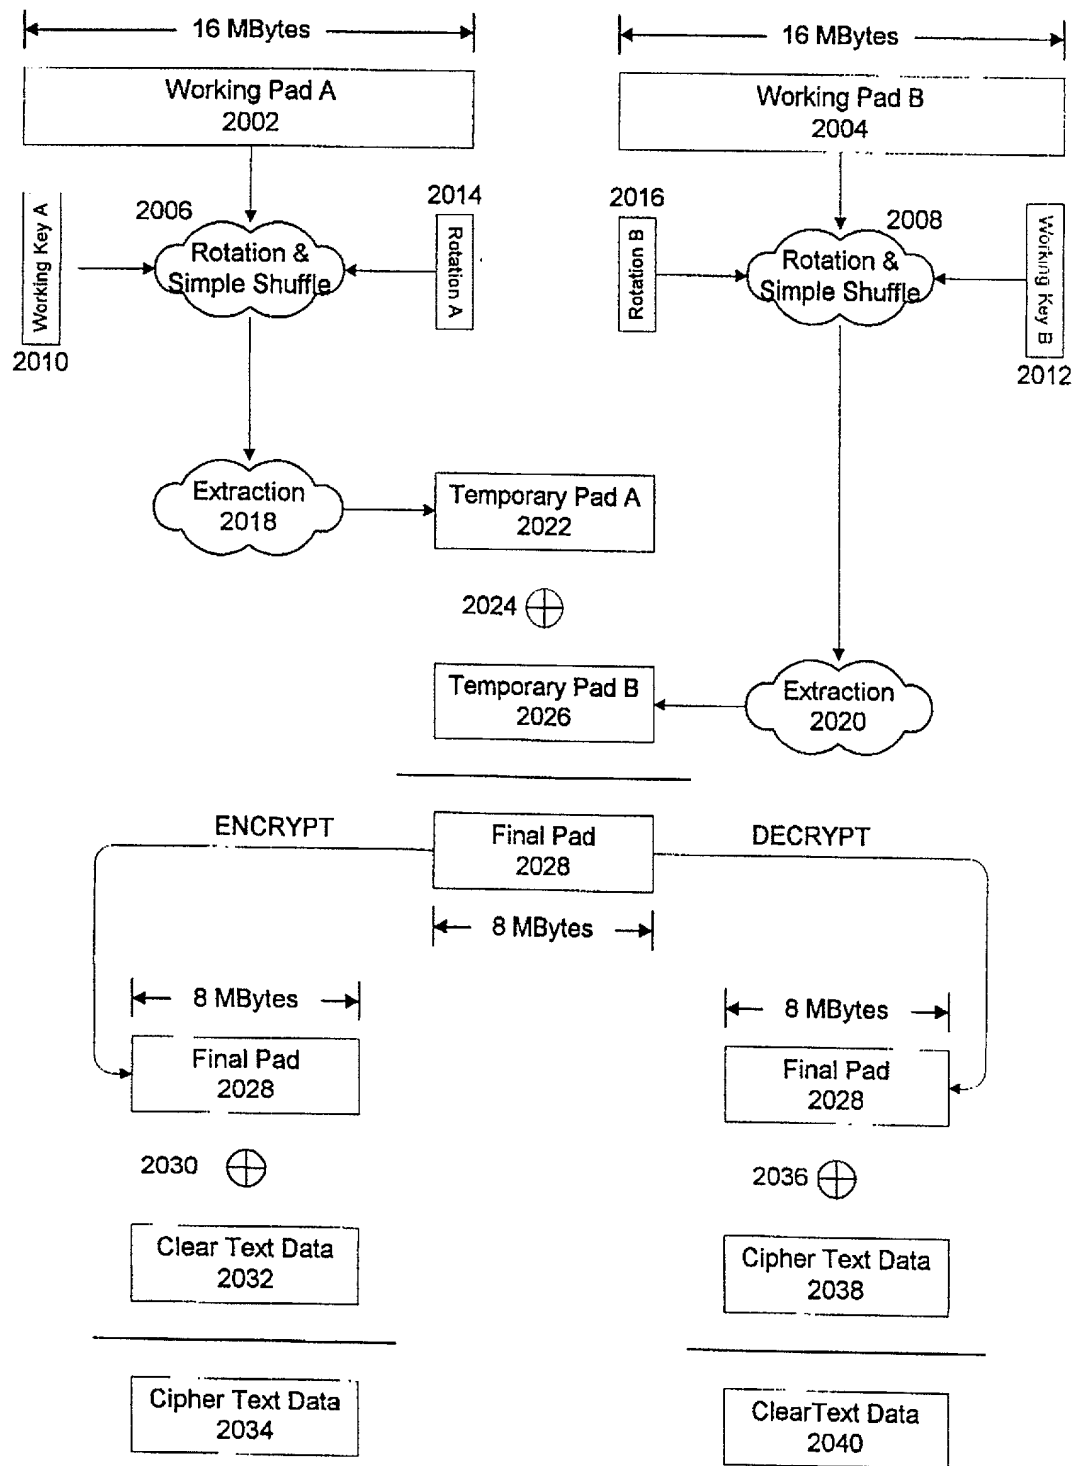 16 MBytes
16 MBytes
Working Pad A
2002
Working Pad B
2004
Working Key A
2010
2006
Rotation &
Simple Shuffle
2014
Rotation A
2016
Rotation B
2008
Rotation &
Simple Shuffle
Working Key B
2012
Extraction
2018
Temporary Pad A
2022
2024
Temporary Pad B
2026
Extraction
2020
ENCRYPT
Final Pad
2028
DECRYPT
8 MBytes
8 MBytes
8 MBytes
Final Pad
2028
Final Pad
2028
2030
2036
Clear Text Data
2032
Cipher Text Data
2038
Cipher Text Data
2034
ClearText Data
2040